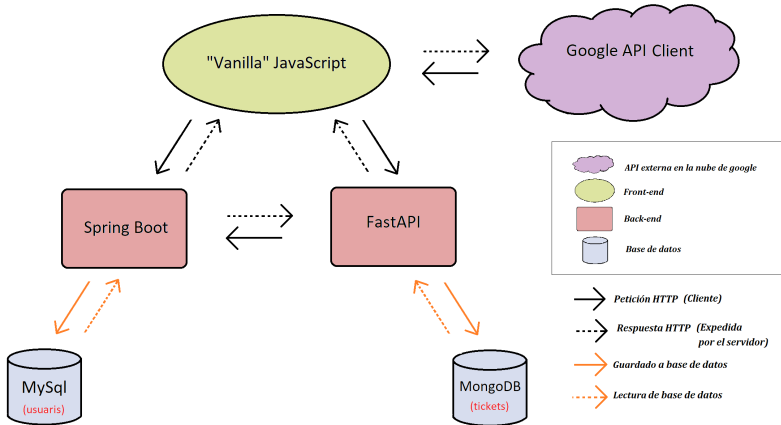 "Vanilla" JavaScript
Google API Client
Spring Boot
FastAPI
MySql
(usuaris)
MongoDB
(tickets)
API externa en la nube de google
Front-end
Back-end
Base de datos
Petición HTTP (Cliente)
Respuesta HTTP (Expedida
por el servidor)
Guardado a base de datos
Lectura de base de datos